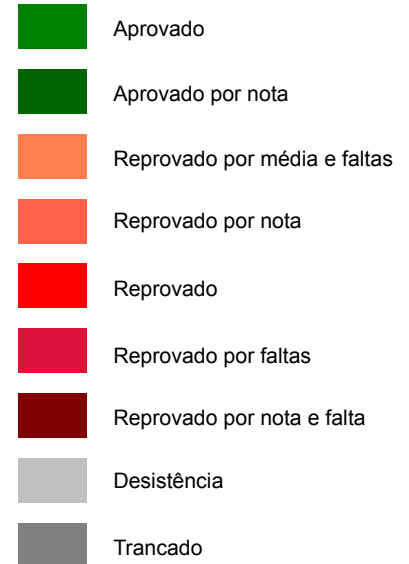 Aprovado
Aprovado por nota
Reprovado por média e faltas
Reprovado por nota
Reprovado
Reprovado por faltas
Reprovado por nota e falta
Desistência
Trancado